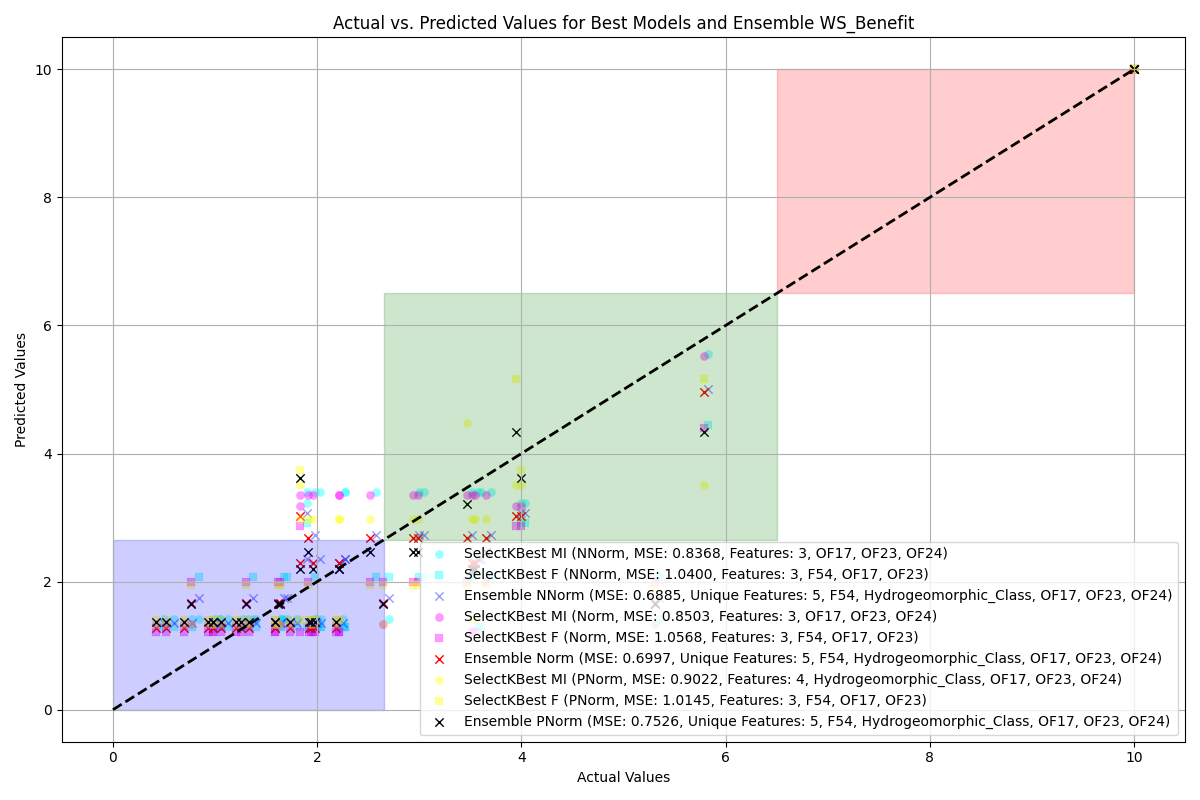 Actual vs. Predicted Values for Best Models and Ensemble WS_Benefit
10
8
6
4
2
0
Predicted Values
SelectKBest MI (NNorm, MSE: 0.8368, Features: 3, OF17, OF23, OF24)
SelectKBest F (NNorm, MSE: 1.0400, Features: 3, F54, OF17, OF23)
Ensemble NNorm (MSE: 0.6885, Unique Features: 5, F54, Hydrogeomorphic_Class, OF17, OF23, OF24)
SelectKBest MI (Norm, MSE: 0.8503, Features: 3, OF17, OF23, OF24)
SelectKBest F (Norm, MSE: 1.0568, Features: 3, F54, OF17, OF23)
Ensemble Norm (MSE: 0.6997, Unique Features: 5, F54, Hydrogeomorphic_Class, OF17, OF23, OF24)
SelectKBest MI (PNorm, MSE: 0.9022, Features: 4, Hydrogeomorphic_Class, OF17, OF23, OF24)
SelectKBest F (PNorm, MSE: 1.0145, Features: 3, F54, OF17, OF23)
Ensemble PNorm (MSE: 0.7526, Unique Features: 5, F54, Hydrogeomorphic_Class, OF17, OF23, OF24)
0 2 4 6 8 10
Actual Values